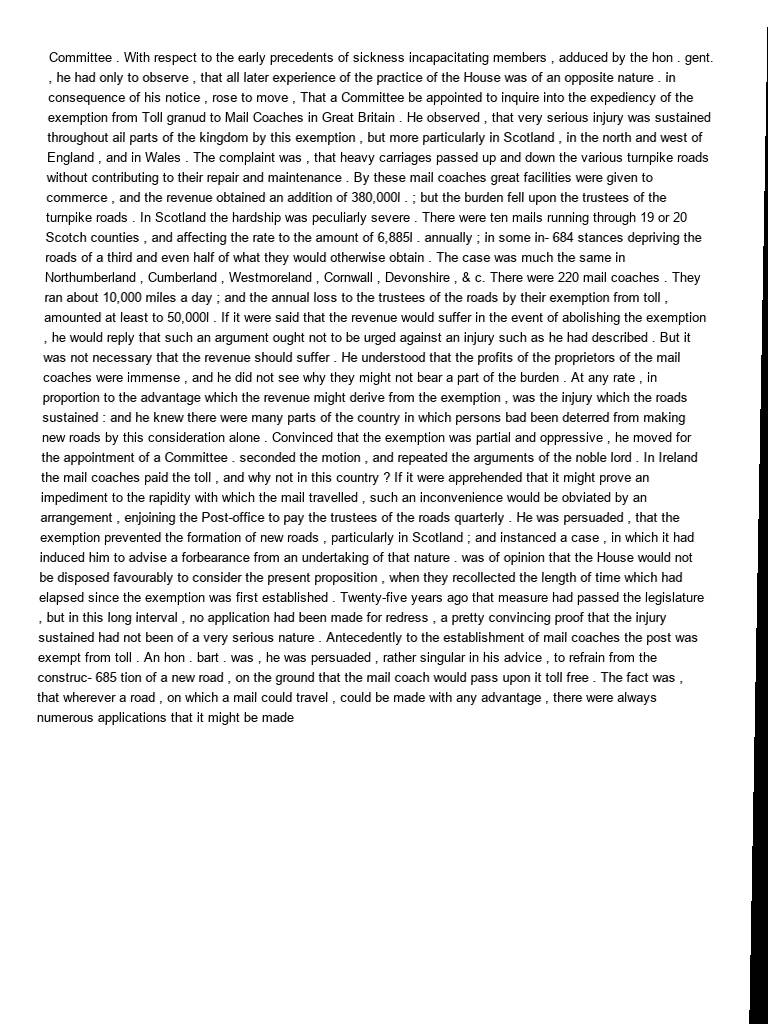 Committee . With respect to the early precedents of sickness incapacitating members , adduced by the hon . gent.
, he had only to observe , that all later experience of the practice of the House was of an opposite nature . in
consequence of his notice , rose to move , That a Committee be appointed to inquire into the expediency of the
exemption from Toll granud to Mail Coaches in Great Britain . He observed , that very serious injury was sustained
throughout ail parts of the kingdom by this exemption , but more particularly in Scotland , in the north and west of
England , and in Wales . The complaint was , that heavy carriages passed up and down the various turnpike roads
without contributing to their repair and maintenance . By these mail coaches great facilities were given to
commerce , and the revenue obtained an addition of 380,000l . ; but the burden fell upon the trustees of the
turnpike roads . In Scotland the hardship was peculiarly severe . There were ten mails running through 19 or 20
Scotch counties , and affecting the rate to the amount of 6,885l . annually ; in some in- 684 stances depriving the
roads of a third and even half of what they would otherwise obtain . The case was much the same in
Northumberland , Cumberland , Westmoreland , Cornwall , Devonshire , & c. There were 220 mail coaches . They
ran about 10,000 miles a day ; and the annual loss to the trustees of the roads by their exemption from toll ,
amounted at least to 50,000l . If it were said that the revenue would suffer in the event of abolishing the exemption
, he would reply that such an argument ought not to be urged against an injury such as he had described . But it
was not necessary that the revenue should suffer . He understood that the profits of the proprietors of the mail
coaches were immense , and he did not see why they might not bear a part of the burden . At any rate , in
proportion to the advantage which the revenue might derive from the exemption , was the injury which the roads
sustained : and he knew there were many parts of the country in which persons bad been deterred from making
new roads by this consideration alone . Convinced that the exemption was partial and oppressive , he moved for
the appointment of a Committee . seconded the motion , and repeated the arguments of the noble lord . In Ireland
the mail coaches paid the toll , and why not in this country ? If it were apprehended that it might prove an
impediment to the rapidity with which the mail travelled , such an inconvenience would be obviated by an
arrangement , enjoining the Post-office to pay the trustees of the roads quarterly . He was persuaded , that the
exemption prevented the formation of new roads , particularly in Scotland ; and instanced a case , in which it had
induced him to advise a forbearance from an undertaking of that nature . was of opinion that the House would not
be disposed favourably to consider the present proposition , when they recollected the length of time which had
elapsed since the exemption was first established . Twenty-five years ago that measure had passed the legislature
, but in this long interval , no application had been made for redress , a pretty convincing proof that the injury
sustained had not been of a very serious nature . Antecedently to the establishment of mail coaches the post was
exempt from toll . An hon . bart . was , he was persuaded , rather singular in his advice , to refrain from the
construc- 685 tion of a new road , on the ground that the mail coach would pass upon it toll free . The fact was ,
that wherever a road , on which a mail could travel , could be made with any advantage , there were always
numerous applications that it might be made